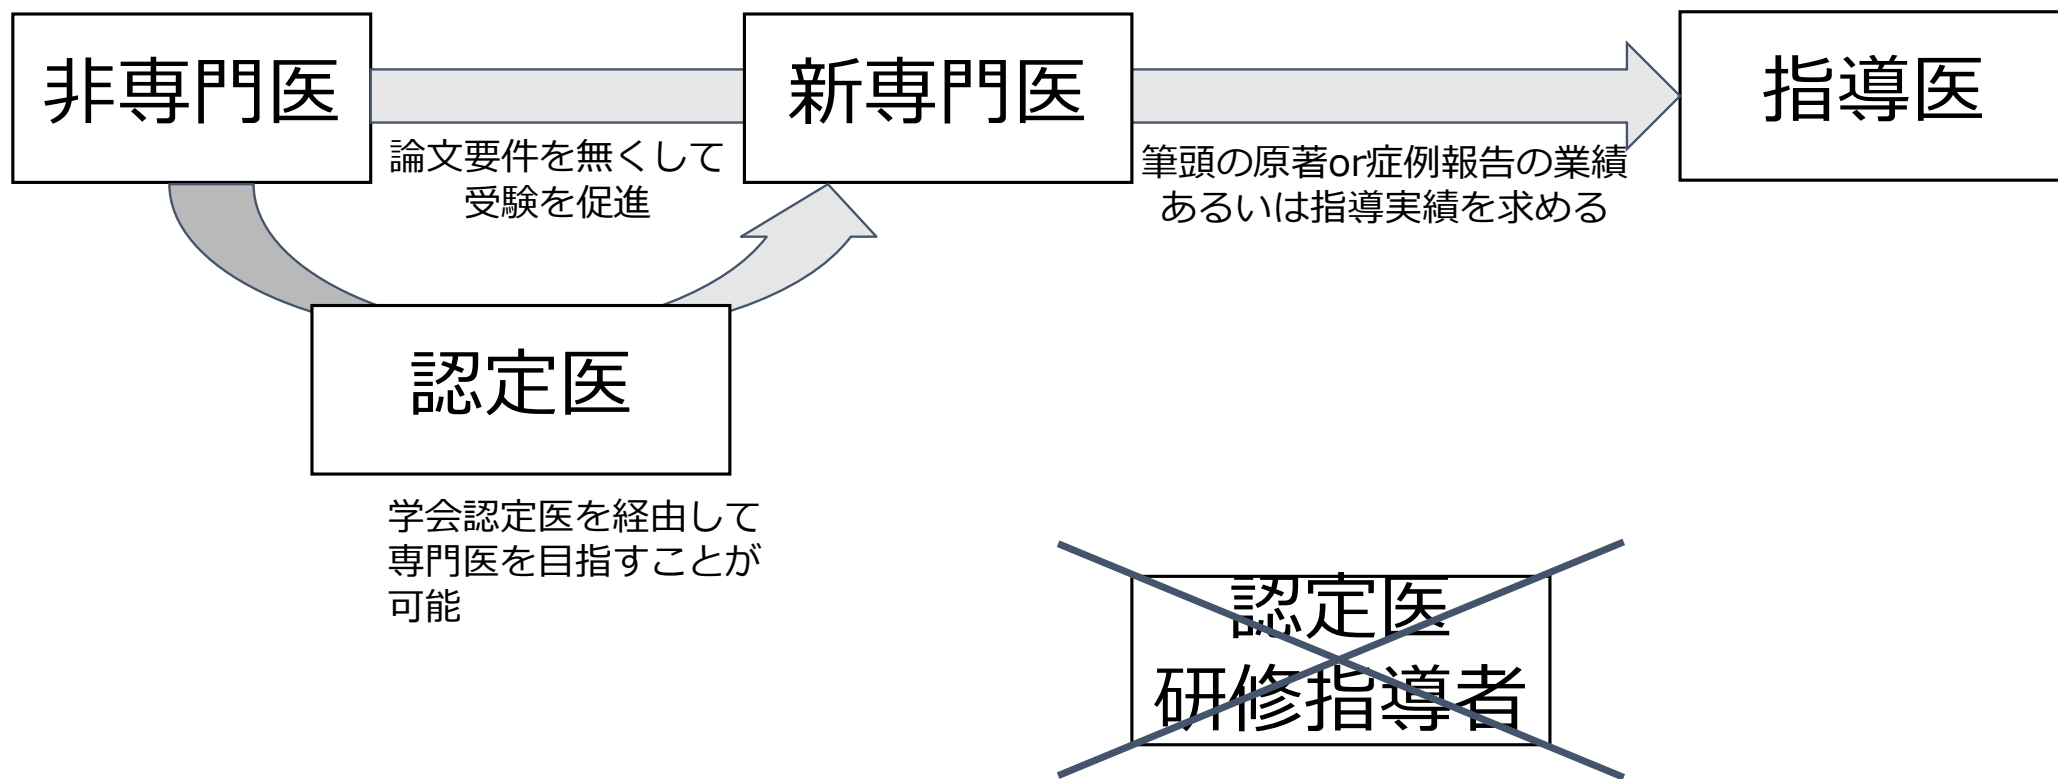 非専門医
新専門医
指導医
論文要件を無くして
受験を促進
筆頭の原著or症例報告の業績
あるいは指導実績を求める
認定医
学会認定医を経由して
専門医を目指すことが
可能
認定医
研修指導者